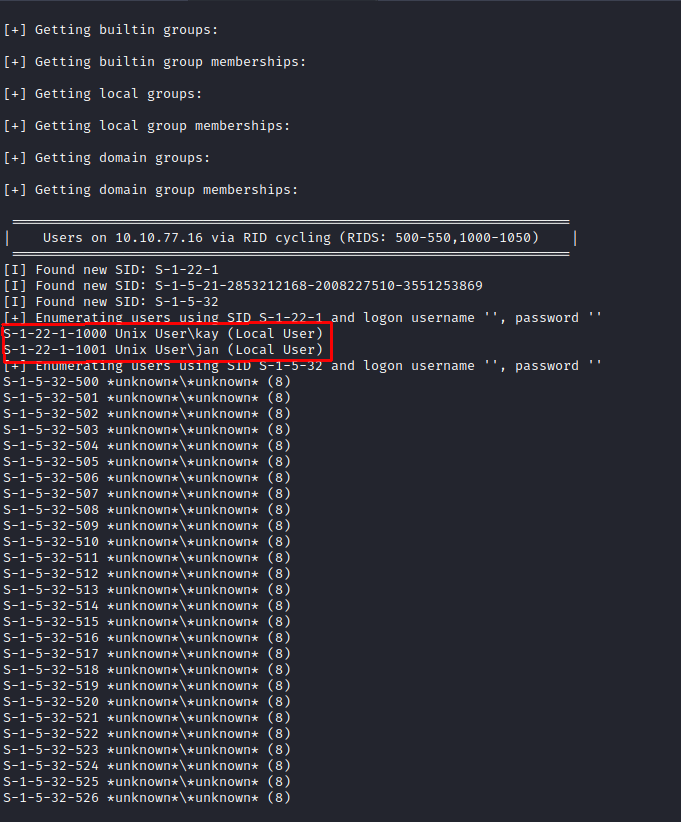 [+] Getting builtin groups:
[+] Getting builtin group memberships:
[+] Getting local groups:
[+] Getting local group memberships:
[+] Getting domain groups:
[+] Getting domain group memberships:
| Users on 10.10.77.16 via RID cycling (RIDS: 500-550,1000-1050) |
[I] Found new SID: S-1-22-1
[I] Found new SID: S-1-5-21-2853212168-2008227510-3551253869
[I] Found new SID: S-1-5-32
[+] Enumerating users using SID S-1-22-1 and logon username '', password ''
S-1-22-1-1000 Unix User\kay (Local User)
S-1-22-1-1001 Unix User\jan (Local User)
[+] Enumerating users using SID S-1-5-32 and logon username '', password ''
S-1-5-32-500 *unknown*\*unknown* (8)
S-1-5-32-501 *unknown*\*unknown* (8)
S-1-5-32-502 *unknown*\*unknown* (8)
S-1-5-32-503 *unknown*\*unknown* (8)
S-1-5-32-504 *unknown*\*unknown* (8)
S-1-5-32-505 *unknown*\*unknown* (8)
S-1-5-32-506 *unknown*\*unknown* (8)
S-1-5-32-507 *unknown*\*unknown* (8)
S-1-5-32-508 *unknown*\*unknown* (8)
S-1-5-32-509 *unknown*\*unknown* (8)
S-1-5-32-510 *unknown*\*unknown* (8)
S-1-5-32-511 *unknown*\*unknown* (8)
S-1-5-32-512 *unknown*\*unknown* (8)
S-1-5-32-513 *unknown*\*unknown* (8)
S-1-5-32-514 *unknown*\*unknown* (8)
S-1-5-32-515 *unknown*\*unknown* (8)
S-1-5-32-516 *unknown*\*unknown* (8)
S-1-5-32-517 *unknown*\*unknown* (8)
S-1-5-32-518 *unknown*\*unknown* (8)
S-1-5-32-519 *unknown*\*unknown* (8)
S-1-5-32-520 *unknown*\*unknown* (8)
S-1-5-32-521 *unknown*\*unknown* (8)
S-1-5-32-522 *unknown*\*unknown* (8)
S-1-5-32-523 *unknown*\*unknown* (8)
S-1-5-32-524 *unknown*\*unknown* (8)
S-1-5-32-525 *unknown*\*unknown* (8)
S-1-5-32-526 *unknown*\*unknown* (8)